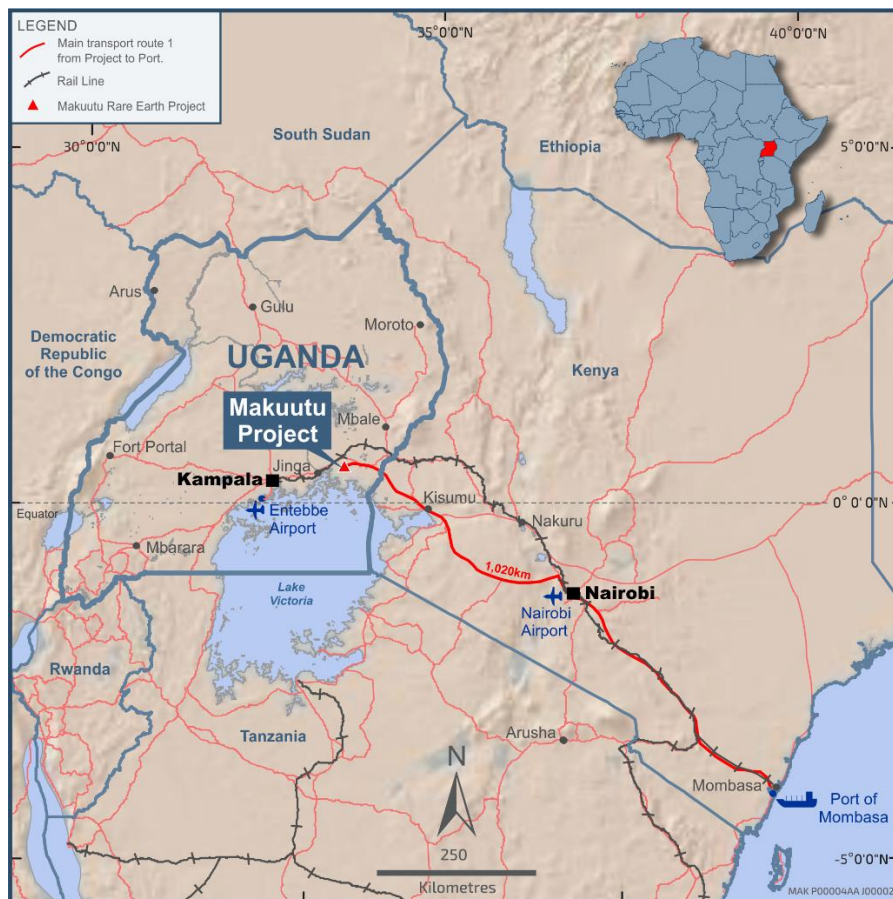 LEGEND
Main transport route 1
from Project to Port.
Rail Line
Makuutu Rare Earth Project
35°0'0"N
40°0'0"N
30°0'0"N
5°0'0"N
South Sudan
Ethiopia
Arus
Gulu
Moroto
Democratic
Republic
of the Congo
UGANDA
Kenya
Makuutu
Project
Mbale
Fort Portal
Jinga
Kampala
Equator
0°0'0"N
Entebbe
Airport
Kisumu
Nakuru
Mbarara
1,020km
Lake
Victoria
Nairobi
Nairobi
Airport
Rwanda
Tanzania
Arusha
N
Mombasa
Port of
Mombasa
250
Kilometres
-5°0'0"N
MAK P00004AA J00002